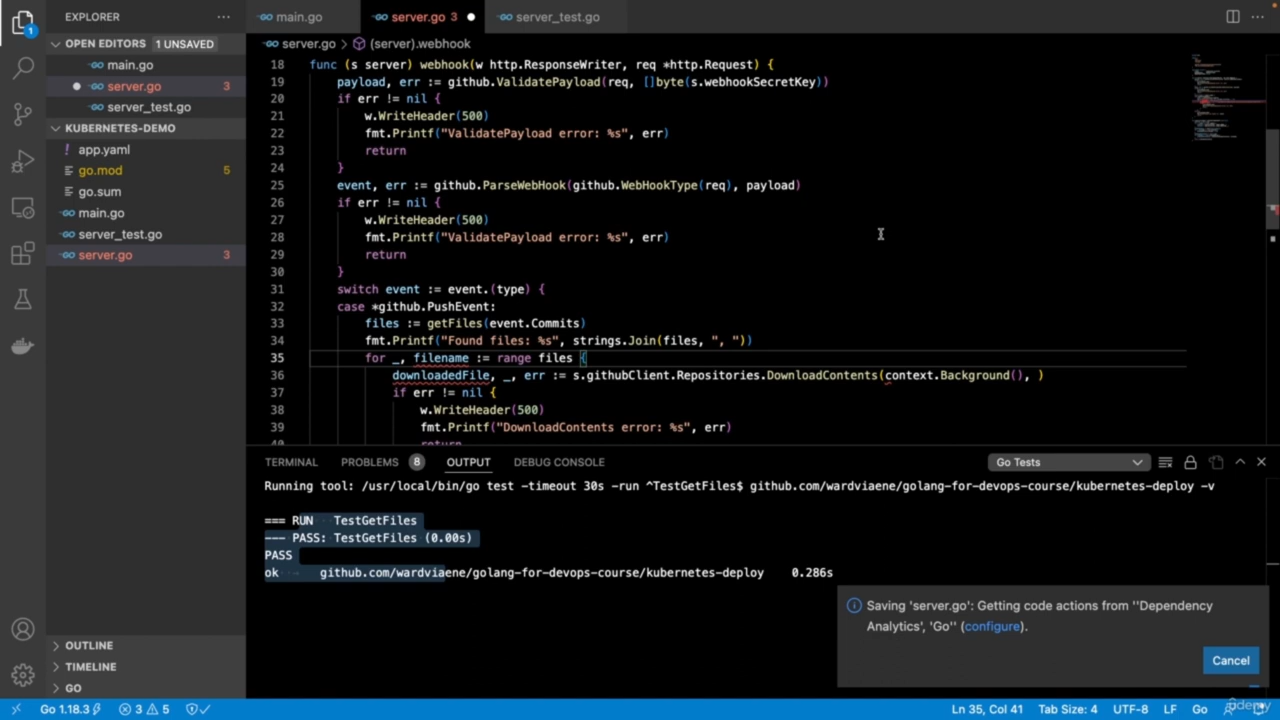 EXPLORER
OPEN EDITORS 1 UNSAVED
main.go
server.go 3
server_test.go
KUBERNETES-DEMO
app.yaml
go.mod 5
go.sum
main.go
server_test.go
server.go 3
OUTLINE
TIMELINE
GO
1
main.go server.go 3 server_test.go
server.go > (server).webhook
18 func (s server) webhook(w http.ResponseWriter, req *http.Request) {
19 payload, err := github.ValidatePayload(req, []byte(s.webhookSecretKey))
20 if err != nil {
21 w.WriteHeader(500)
22 fmt.Printf("ValidatePayload error: %s", err)
23 return
24 }
25 event, err := github.ParseWebHook(github.WebHookType(req), payload)
26 if err != nil {
27 w.WriteHeader(500)
28 fmt.Printf("ValidatePayload error: %s", err)
29 return
30 }
31 switch event := event.(type) {
32 case *github.PushEvent:
33 files := getFiles(event.Commits)
34 fmt.Printf("Found files: %s", strings.Join(files, ", "))
35 for _, filename := range files {
36 downloadedFile, _, err := s.githubClient.Repositories.DownloadContents(context.Background(), )
37 if err != nil {
38 w.WriteHeader(500)
39 fmt.Printf("DownloadContents error: %s", err)
40 return
TERMINAL PROBLEMS 8 OUTPUT DEBUG CONSOLE Go Tests
Running tool: /usr/local/bin/go test -timeout 30s -run ^TestGetFiles$ github.com/wardviaene/golang-for-devops-course/kubernetes-deploy -v
=== RUN TestGetFiles
--- PASS: TestGetFiles (0.00s)
PASS
ok github.com/wardviaene/golang-for-devops-course/kubernetes-deploy 0.286s
Saving 'server.go': Getting code actions from ''Dependency
Analytics', 'Go'' (configure).
Cancel
Go 1.18.3 3 5 Ln 35, Col 41 Tab Size: 4 UTF-8 LF Go
udemy